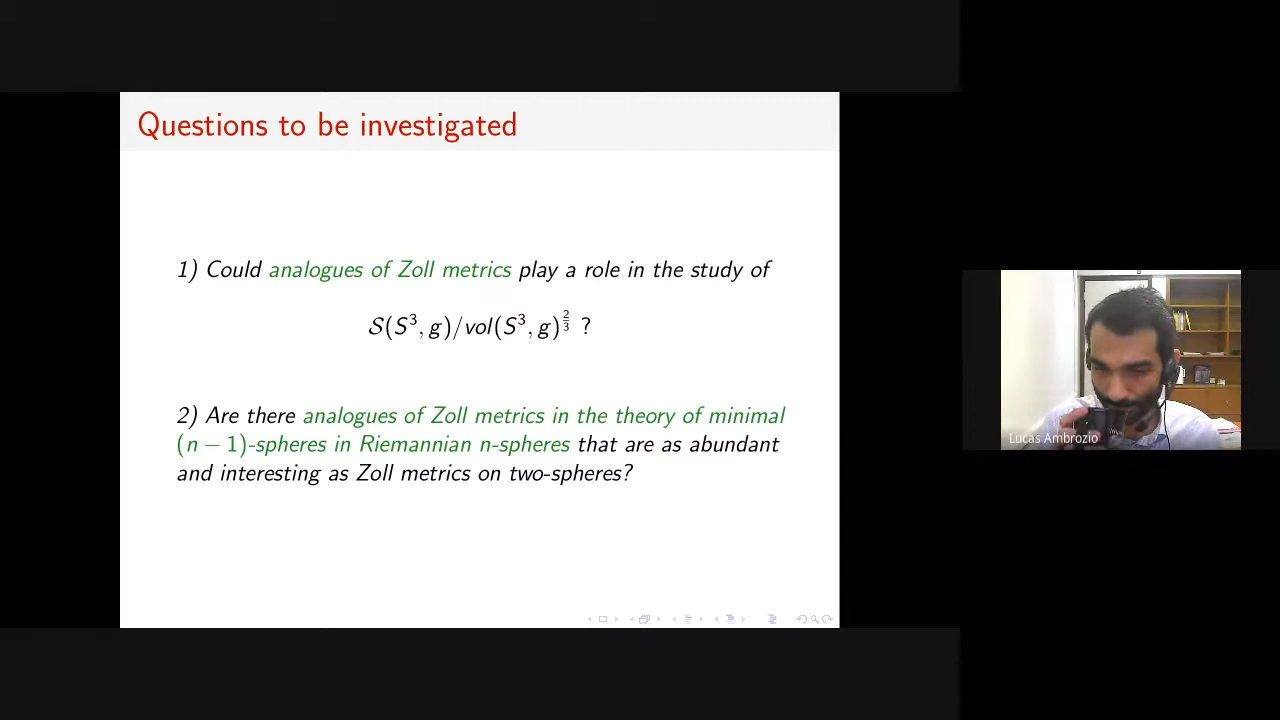 Questions to be investigated
1) Could analogues of Zoll metrics play a role in the study of
𝒮(S³, g)/vol(S³, g)^{2/3} ?
2) Are there analogues of Zoll metrics in the theory of minimal
(n − 1)-spheres in Riemannian n-spheres that are as abundant
and interesting as Zoll metrics on two-spheres?
Lucas Ambrozio